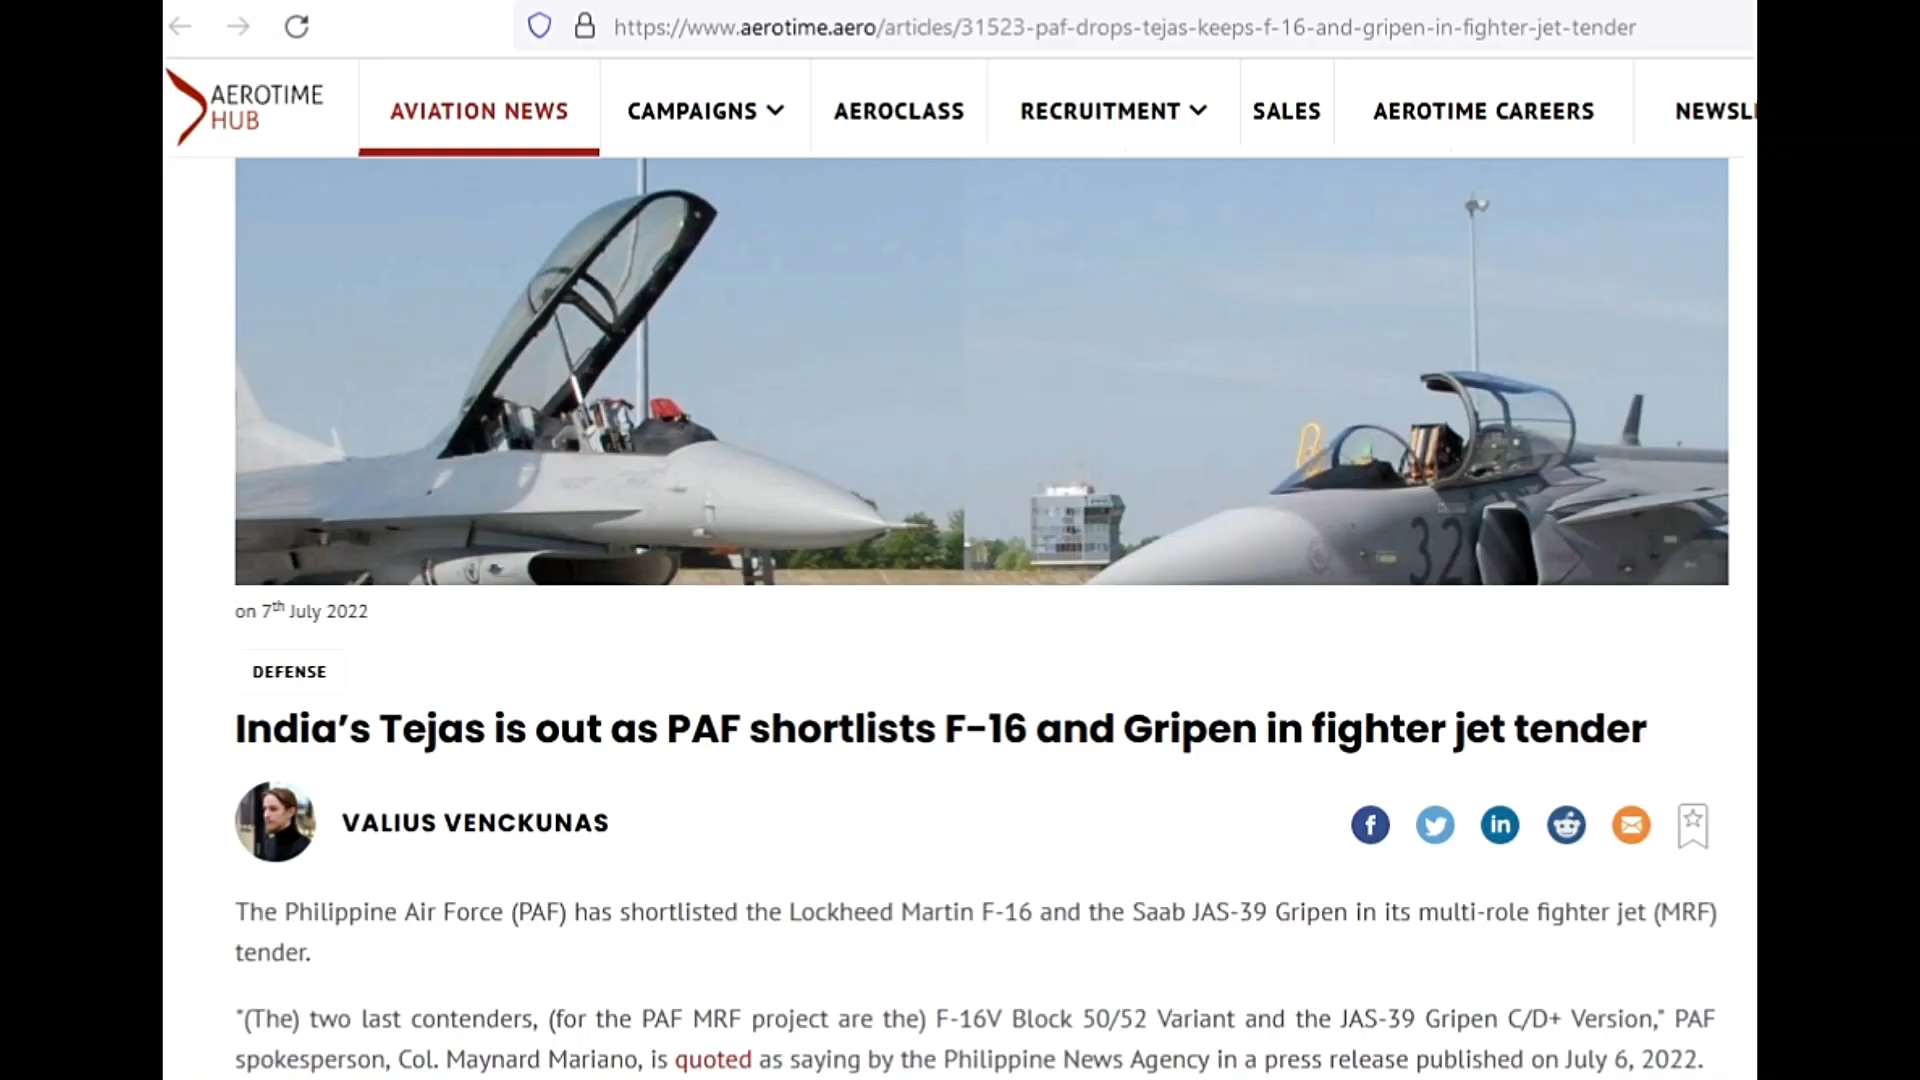 https://www.aerotime.aero/articles/31523-paf-drops-tejas-keeps-f-16-and-gripen-in-fighter-jet-tender
AEROTIME
HUB
AVIATION NEWS
CAMPAIGNS
AEROCLASS
RECRUITMENT
SALES
AEROTIME CAREERS
NEWSL
32
on 7th July 2022
DEFENSE
India's Tejas is out as PAF shortlists F-16 and Gripen in fighter jet tender
VALIUS VENCKUNAS
The Philippine Air Force (PAF) has shortlisted the Lockheed Martin F-16 and the Saab JAS-39 Gripen in its multi-role fighter jet (MRF)
tender.
"(The) two last contenders, (for the PAF MRF project are the) F-16V Block 50/52 Variant and the JAS-39 Gripen C/D+ Version," PAF
spokesperson, Col. Maynard Mariano, is quoted as saying by the Philippine News Agency in a press release published on July 6, 2022.